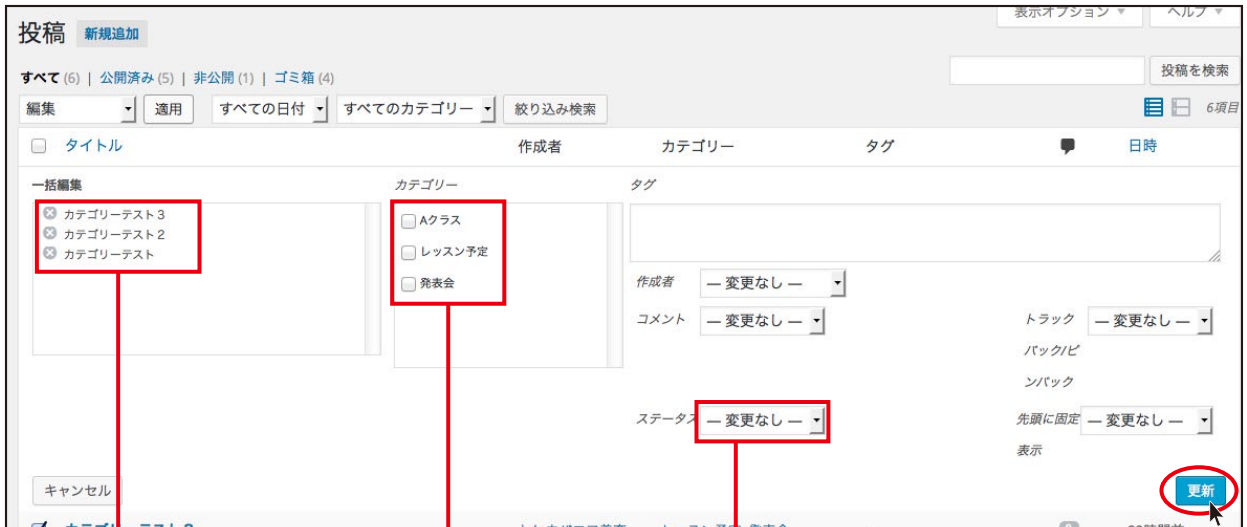 表示オプション ▼ ヘルプ ▼
投稿 新規追加
すべて (6) | 公開済み (5) | 非公開 (1) | ゴミ箱 (4)
投稿を検索
編集 適用 すべての日付 すべてのカテゴリー 絞り込み検索 6項目
タイトル 作成者 カテゴリー タグ 日時
一括編集 カテゴリー タグ
カテゴリーテスト3
カテゴリーテスト2
カテゴリーテスト
Aクラス
レッスン予定
発表会
作成者 — 変更なし —
コメント — 変更なし — トラックバック/ピンバック — 変更なし —
ステータス — 変更なし — 先頭に固定表示 — 変更なし —
キャンセル 更新